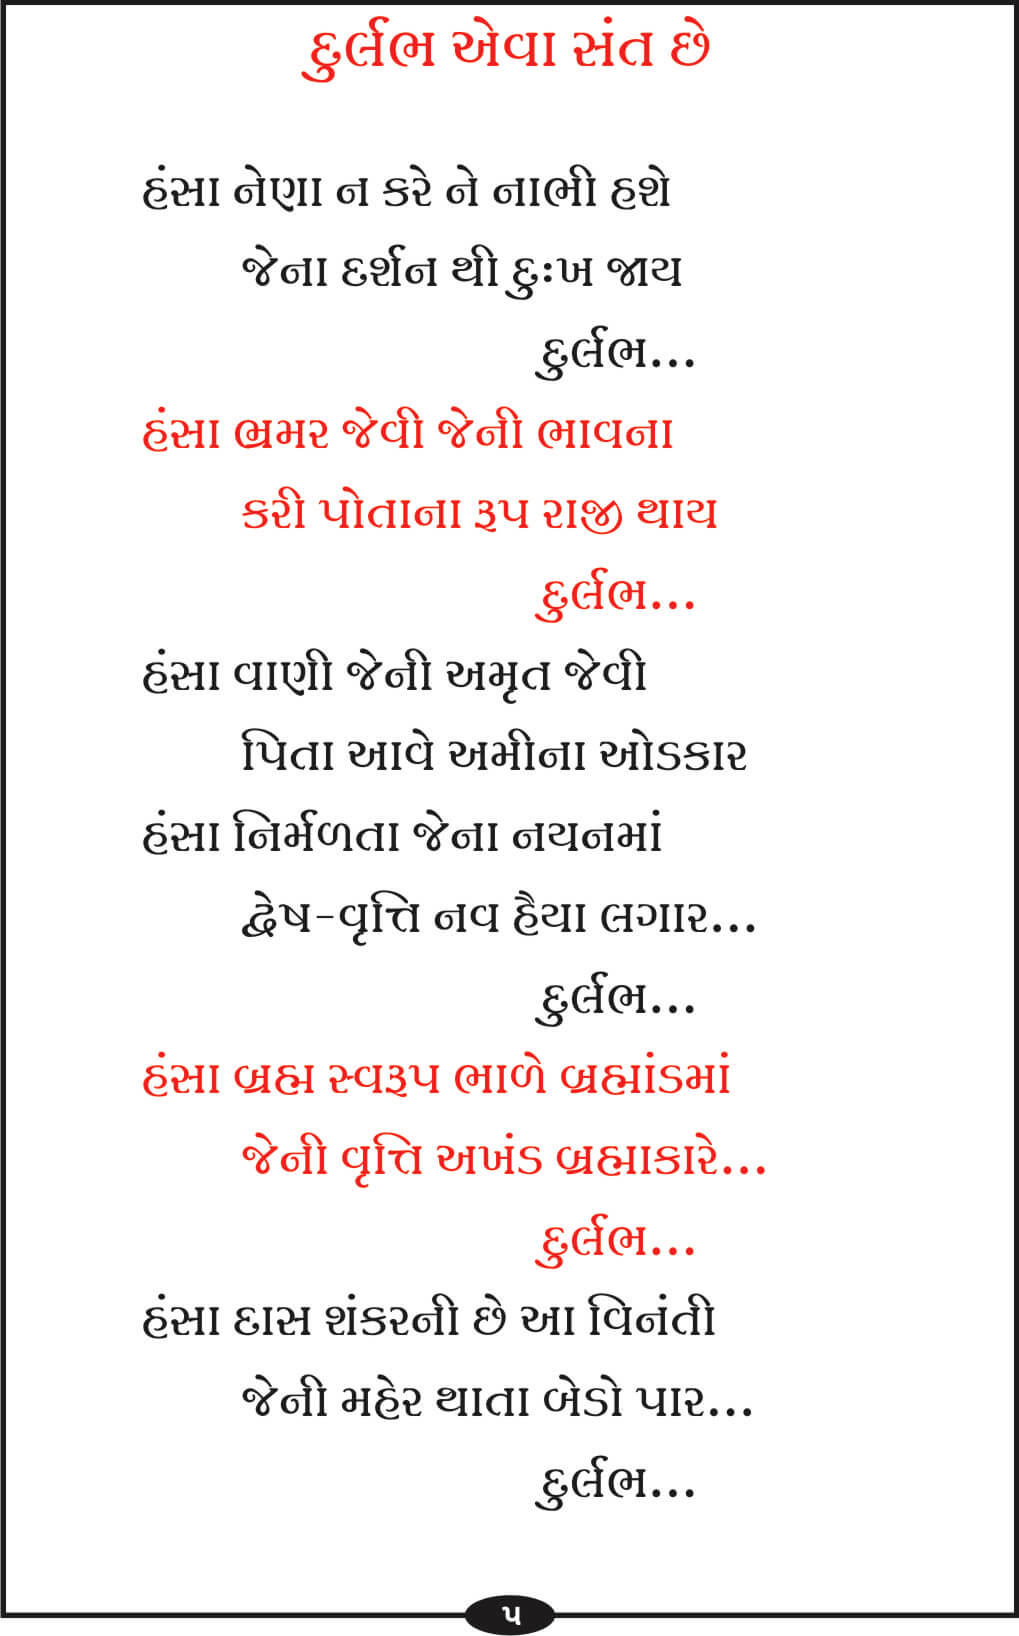 દુર્લભ એવા સંત છે
હંસા નેણા ન કરે ને નાભી હશે
જેના દર્શન થી દુઃખ જાય
દુર્લભ...
હંસા ભ્રમર જેવી જેની ભાવના
કરી પોતાના રૂપ રાજી થાય
દુર્લભ...
હંસા વાણી જેની અમૃત જેવી
પિતા આવે અમીના ઓડકાર
હંસા નિર્મળતા જેના નયનમાં
દ્વેષ-વૃત્તિ નવ હૈયા લગાર...
દુર્લભ...
હંસા બ્રહ્મ સ્વરૂપ ભાળે બ્રહ્માંડમાં
જેની વૃત્તિ અખંડ બ્રહ્માકારે...
દુર્લભ...
હંસા દાસ શંકરની છે આ વિનંતી
જેની મહેર થાતા બેડો પાર...
દુર્લભ...
૫